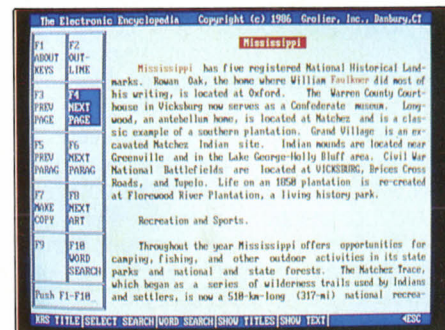 The Electronic Encyclopedia Copyright (c) 1986 Grolier, Inc., Danbury,CT
F1 F2
ABOUT OUT-
KEYS LINE
F3 F4
PREV NEXT
PAGE PAGE
F5 F6
PREV NEXT
PARAG PARAG
F7 F8
MAKE NEXT
COPY ART
F9 F10
WORD
SEARCH
Push F1-F10
Mississippi
Mississippi has five registered National Historical Land-
marks. Rowan Oak, the home where William Faulkner did most of
his writing, is located at Oxford. The Warren County Court-
house in Vicksburg now serves as a Confederate museum. Long-
wood, an antebellum home, is located at Natchez and is a clas-
sic example of a southern plantation. Grand Village is an ex-
cavated Natchez Indian site. Indian mounds are located near
Greenville and in the Lake George-Holly Bluff area. Civil War
National Battlefields are located at VICKSBURG, Brices Cross
Roads, and Tupelo. Life on an 1850 plantation is re-created
at Florewood River Plantation, a living history park.
Recreation and Sports.
Throughout the year Mississippi offers opportunities for
camping, fishing, and other outdoor activities in its state
parks and national and state forests. The Natchez Trace,
which began as a series of wilderness trails used by Indians
and settlers, is now a 510-km-long (317-mi) national recrea-
KRS TITLE|SELECT SEARCH|WORD SEARCH|SHOW TITLES|SHOW TEXT| ◄ESC